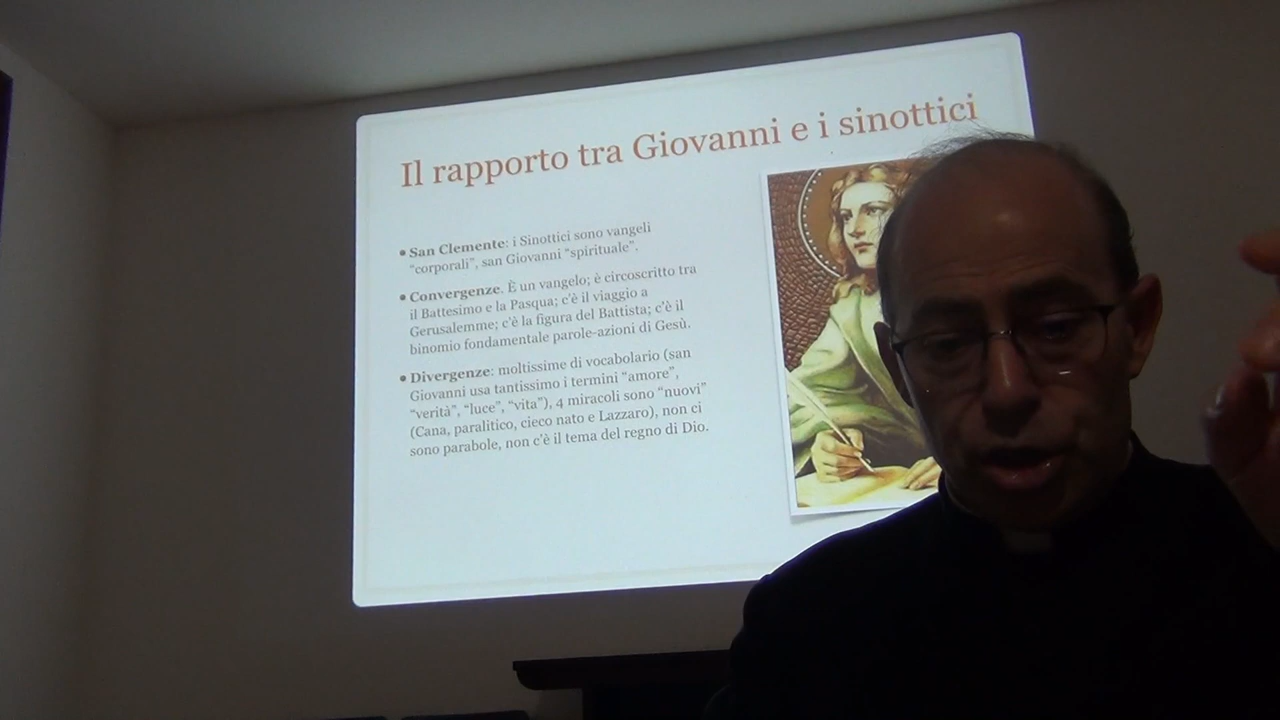 Il rapporto tra Giovanni e i sinottici
• San Clemente: i Sinottici sono vangeli
“corporali”, san Giovanni “spirituale”.
• Convergenze. È un vangelo; è circoscritto tra
il Battesimo e la Pasqua; c'è il viaggio a
Gerusalemme; c'è la figura del Battista; c'è il
binomio fondamentale parole-azioni di Gesù.
• Divergenze: moltissime di vocabolario (san
Giovanni usa tantissimo i termini “amore”,
“verità”, “luce”, “vita”), 4 miracoli sono “nuovi”
(Cana, paralitico, cieco nato e Lazzaro), non ci
sono parabole, non c'è il tema del regno di Dio.